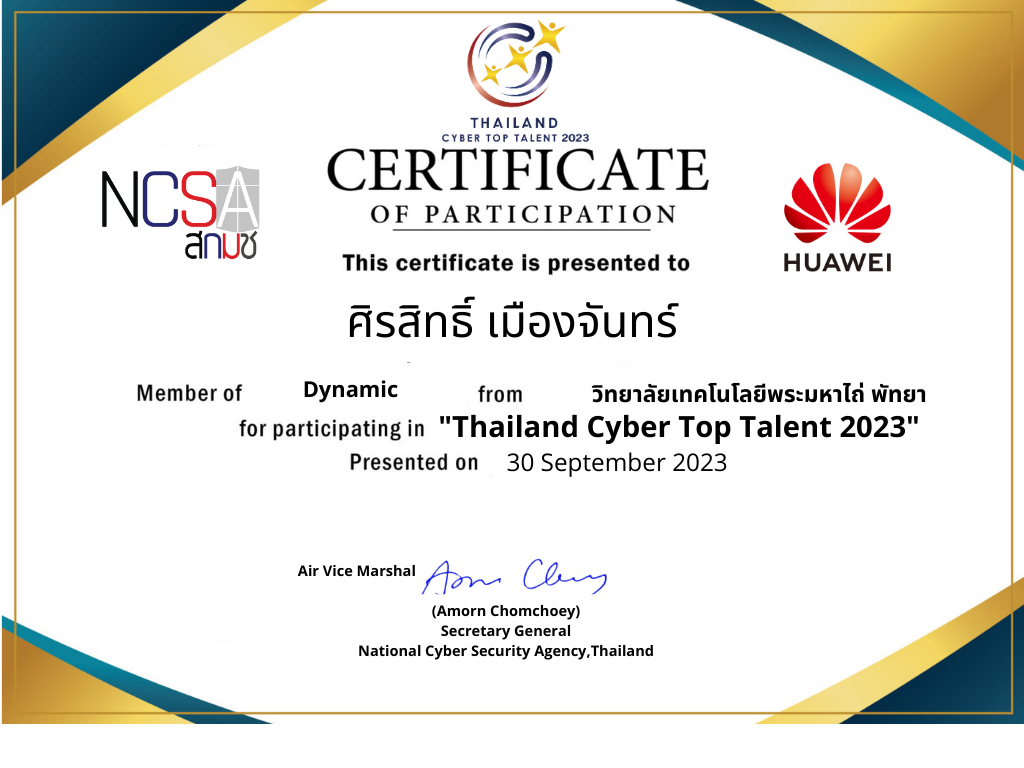 THAILAND
CYBER TOP TALENT 2023
CERTIFICATE
OF PARTICIPATION
NCSA
สกมช
HUAWEI
This certificate is presented to
ศิรสิทธิ์ เมืองจันทร์
Member of Dynamic from วิทยาลัยเทคโนโลยีพระมหาไถ่ พัทยา
for participating in "Thailand Cyber Top Talent 2023"
Presented on 30 September 2023
Air Vice Marshal
(Amorn Chomchoey)
Secretary General
National Cyber Security Agency,Thailand